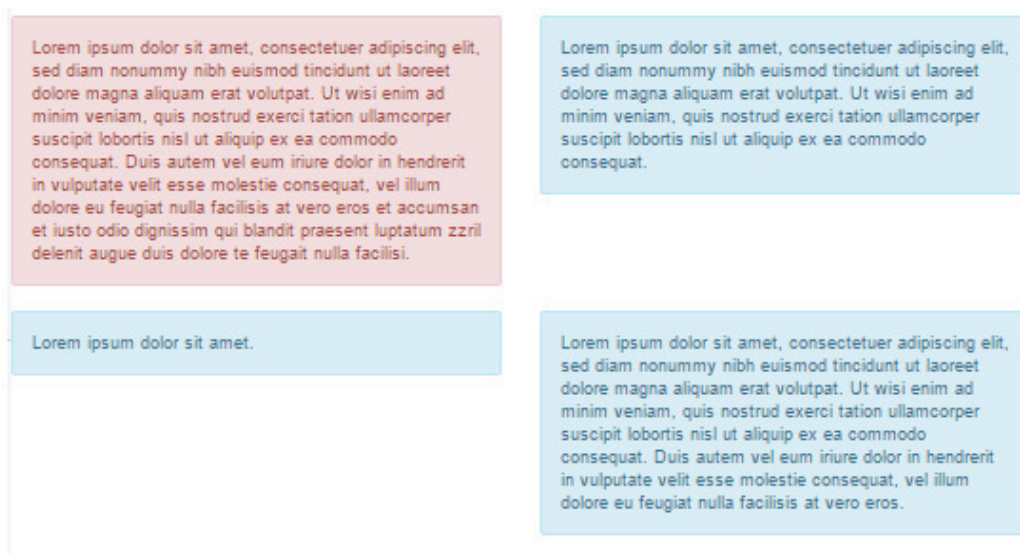 Lorem ipsum dolor sit amet, consectetuer adipiscing elit,
sed diam nonummy nibh euismod tincidunt ut laoreet
dolore magna aliquam erat volutpat. Ut wisi enim ad
minim veniam, quis nostrud exerci tation ullamcorper
suscipit lobortis nisl ut aliquip ex ea commodo
consequat. Duis autem vel eum iriure dolor in hendrerit
in vulputate velit esse molestie consequat, vel illum
dolore eu feugiat nulla facilisis at vero eros et accumsan
et iusto odio dignissim qui blandit praesent luptatum zzril
delenit augue duis dolore te feugait nulla facilisi.
Lorem ipsum dolor sit amet, consectetuer adipiscing elit,
sed diam nonummy nibh euismod tincidunt ut laoreet
dolore magna aliquam erat volutpat. Ut wisi enim ad
minim veniam, quis nostrud exerci tation ullamcorper
suscipit lobortis nisl ut aliquip ex ea commodo
consequat.
Lorem ipsum dolor sit amet.
Lorem ipsum dolor sit amet, consectetuer adipiscing elit,
sed diam nonummy nibh euismod tincidunt ut laoreet
dolore magna aliquam erat volutpat. Ut wisi enim ad
minim veniam, quis nostrud exerci tation ullamcorper
suscipit lobortis nisl ut aliquip ex ea commodo
consequat. Duis autem vel eum iriure dolor in hendrerit
in vulputate velit esse molestie consequat, vel illum
dolore eu feugiat nulla facilisis at vero eros.